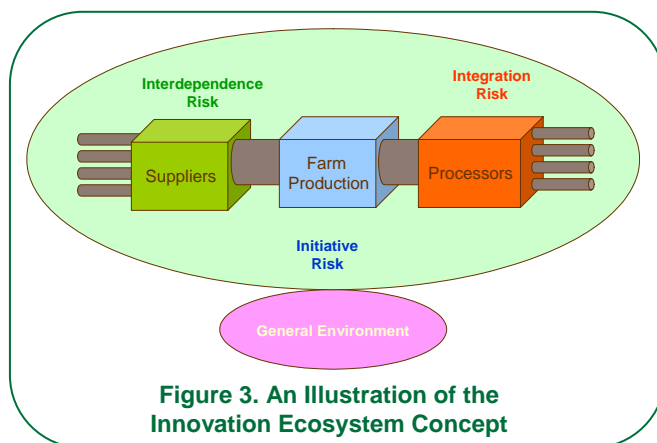 Interdependence
Risk
Integration
Risk
Suppliers
Farm
Production
Processors
Initiative
Risk
General Environment
Figure 3. An Illustration of the
Innovation Ecosystem Concept